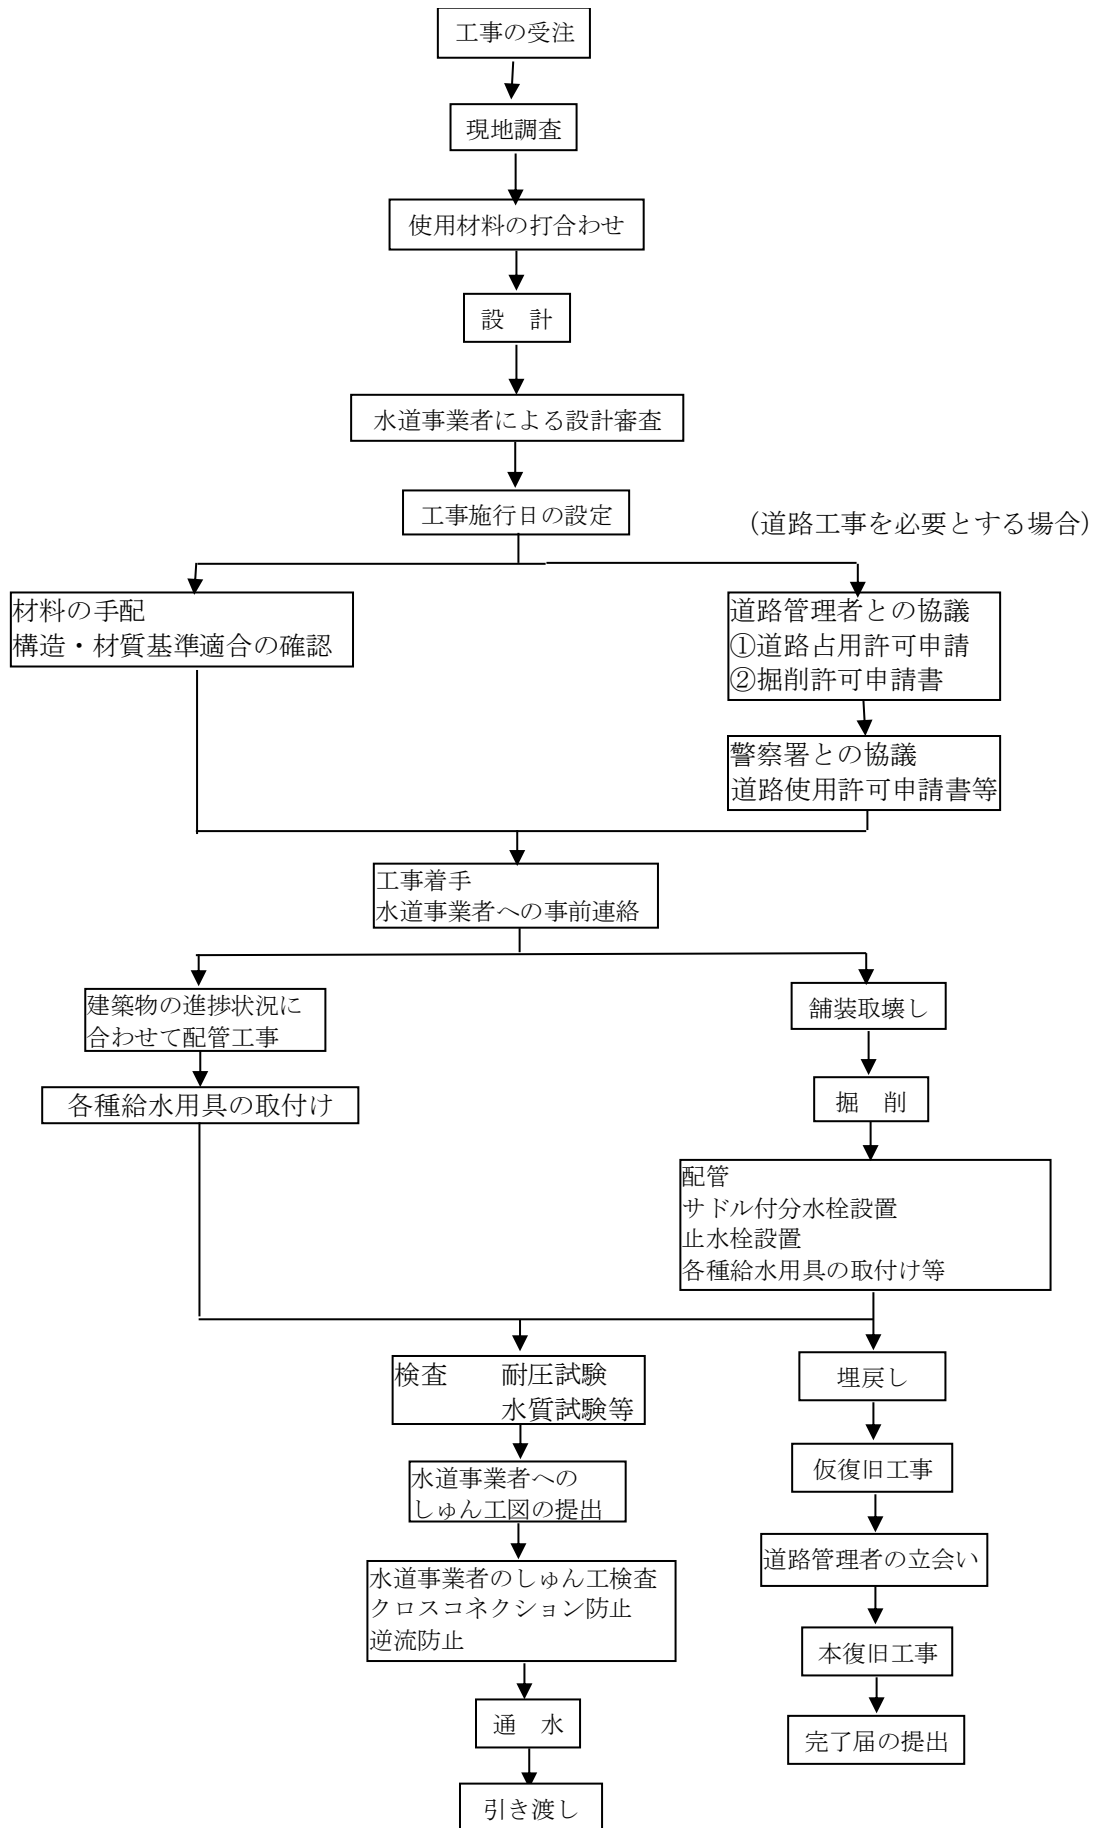 工事の受注
現地調査
使用材料の打合わせ
設　計
水道事業者による設計審査
工事施行日の設定
(道路工事を必要とする場合)
材料の手配
構造・材質基準適合の確認
道路管理者との協議
①道路占用許可申請
②掘削許可申請書
警察署との協議
道路使用許可申請書等
工事着手
水道事業者への事前連絡
建築物の進捗状況に
合わせて配管工事
各種給水用具の取付け
舗装取壊し
掘　削
配管
サドル付分水栓設置
止水栓設置
各種給水用具の取付け等
検査　　耐圧試験
水質試験等
水道事業者への
しゅん工図の提出
水道事業者のしゅん工検査
クロスコネクション防止
逆流防止
通　水
引き渡し
埋戻し
仮復旧工事
道路管理者の立会い
本復旧工事
完了届の提出